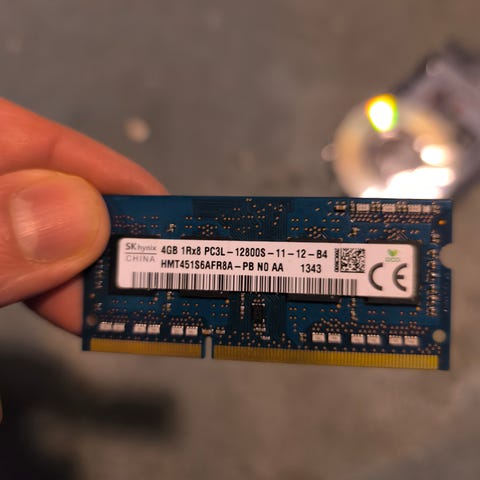 SK hynix
CHINA
4GB 1Rx8 PC3L-12800S-11-12-B4
HMT451S6AFR8A-PB N0 AA 1343
CE